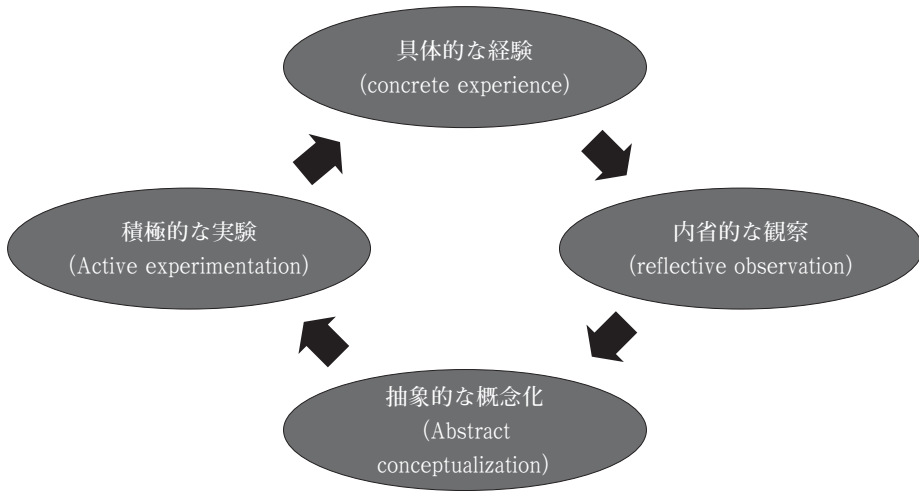 具体的な経験
(concrete experience)
積極的な実験
(Active experimentation)
内省的な観察
(reflective observation)
抽象的な概念化
(Abstract
conceptualization)